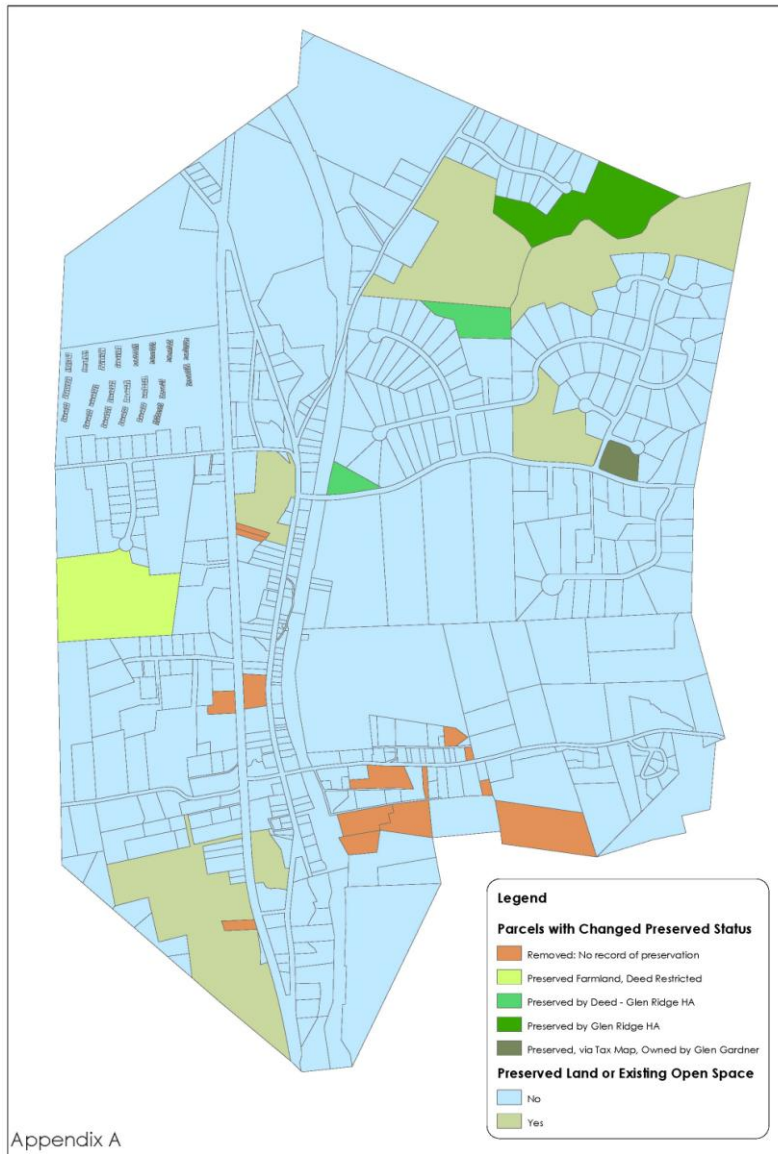 Legend
Parcels with Changed Preserved Status
Removed: No record of preservation
Preserved Farmland, Deed Restricted
Preserved by Deed - Glen Ridge HA
Preserved by Glen Ridge HA
Preserved, via Tax Map, Owned by Glen Gardner
Preserved Land or Existing Open Space
No
Yes
Appendix A